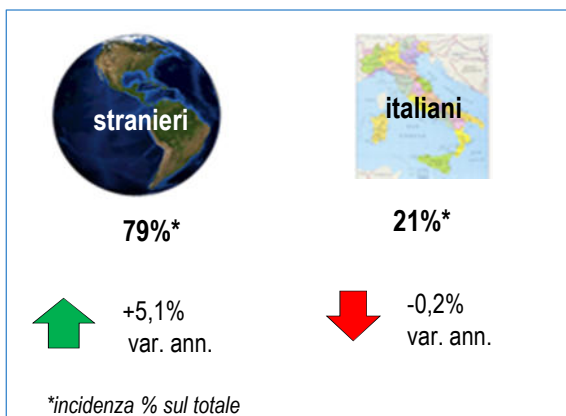 stranieri
italiani
79%*
21%*
+5,1%
var. ann.
-0,2%
var. ann.
*incidenza % sul totale